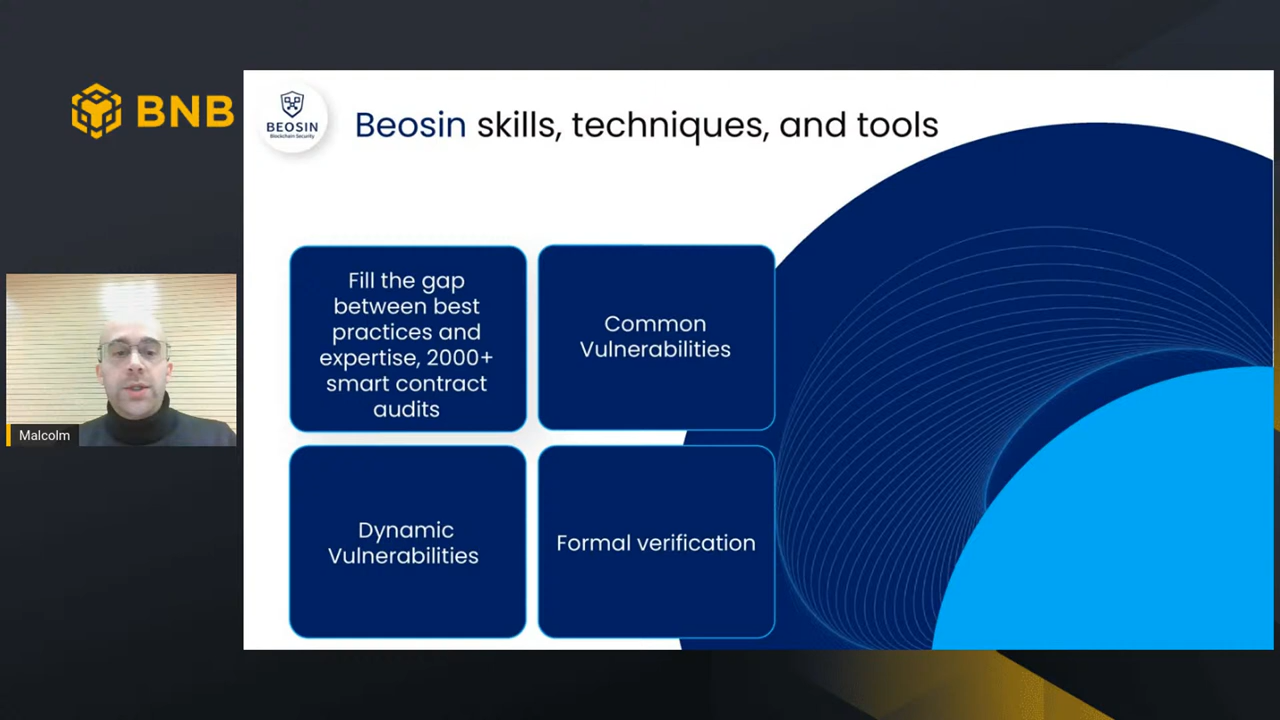 BNB
BEOSIN
Blockchain Security
Beosin skills, techniques, and tools
Fill the gap
between best
practices and
expertise, 2000+
smart contract
audits
Common
Vulnerabilities
Dynamic
Vulnerabilities
Formal verification
Malcolm